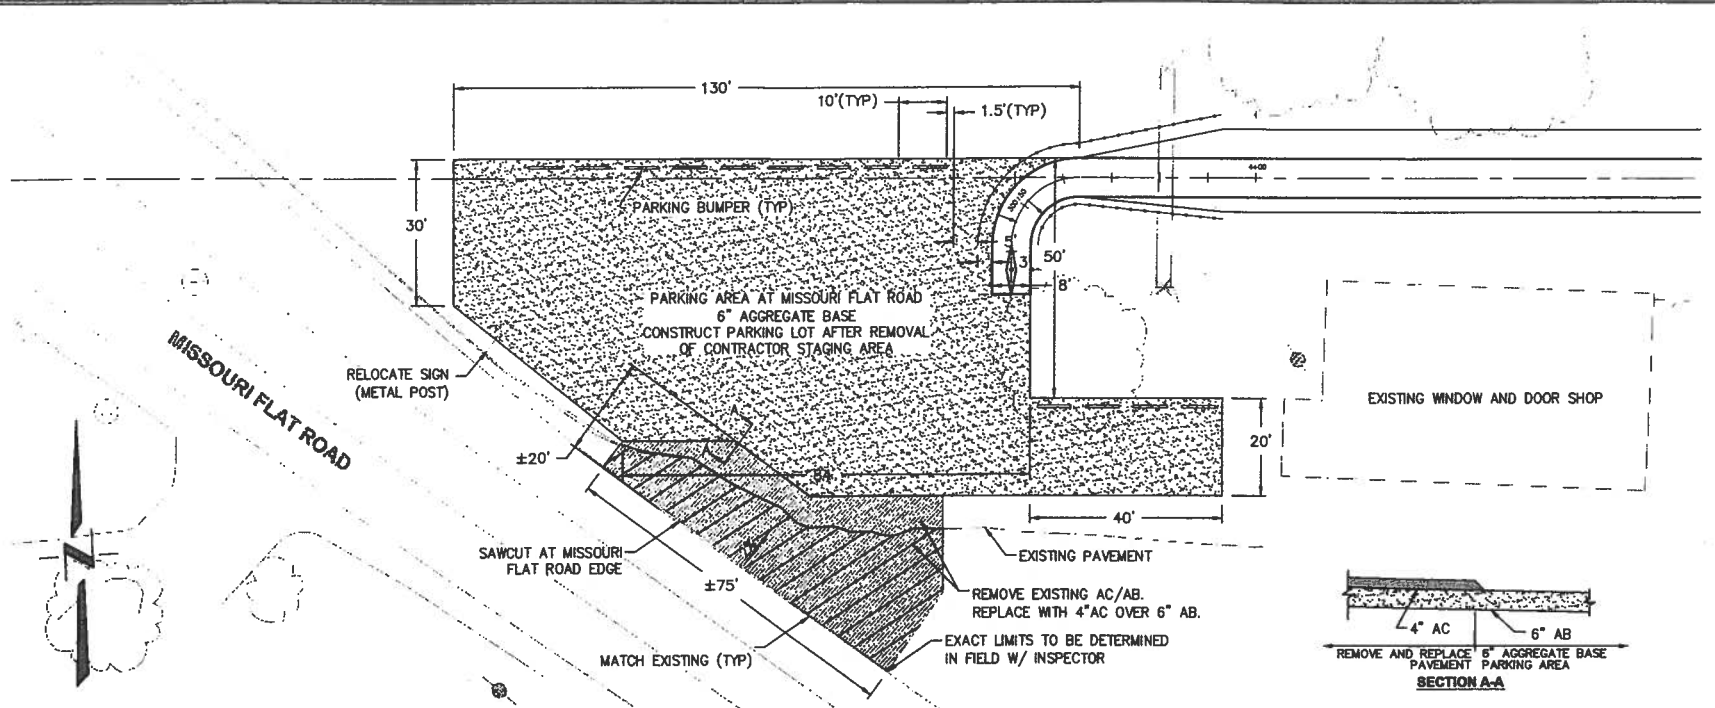 130'
10'(TYP)
1.5'(TYP)
4+00
30'
PARKING BUMPER (TYP)
5'
3'
50'
8'
PARKING AREA AT MISSOURI FLAT ROAD
6" AGGREGATE BASE
CONSTRUCT PARKING LOT AFTER REMOVAL
OF CONTRACTOR STAGING AREA
MISSOURI FLAT ROAD
RELOCATE SIGN
(METAL POST)
EXISTING WINDOW AND DOOR SHOP
±20'
20'
84'
40'
N
SAWCUT AT MISSOURI
FLAT ROAD EDGE
EXISTING PAVEMENT
±75'
REMOVE EXISTING AC/AB.
REPLACE WITH 4"AC OVER 6" AB.
EXACT LIMITS TO BE DETERMINED
IN FIELD W/ INSPECTOR
MATCH EXISTING (TYP)
4" AC
6" AB
REMOVE AND REPLACE
PAVEMENT
6" AGGREGATE BASE
PARKING AREA
SECTION A-A